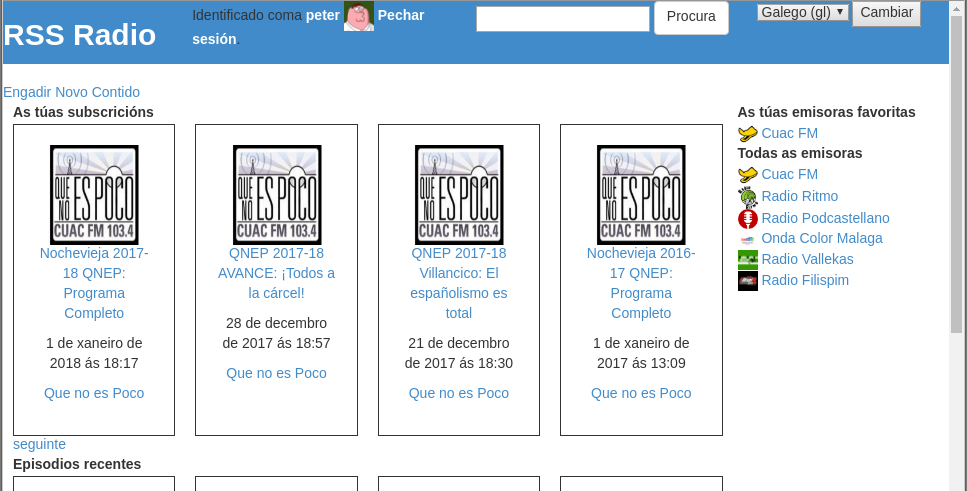 RSS Radio
Identificado coma peter Pechar
sesión.
Procura
Galego (gl) ▼ Cambiar
Engadir Novo Contido
As túas subscricións
QUE NO ES POCO
CUAC FM 103.4
Nochevieja 2017-
18 QNEP:
Programa
Completo
1 de xaneiro de
2018 ás 18:17
Que no es Poco
QUE NO ES POCO
CUAC FM 103.4
QNEP 2017-18
AVANCE: ¡Todos a
la cárcel!
28 de decembro
de 2017 ás 18:57
Que no es Poco
QUE NO ES POCO
CUAC FM 103.4
QNEP 2017-18
Villancico: El
españolismo es
total
21 de decembro
de 2017 ás 18:30
Que no es Poco
QUE NO ES POCO
CUAC FM 103.4
Nochevieja 2016-
17 QNEP:
Programa
Completo
1 de xaneiro de
2017 ás 13:09
Que no es Poco
seguinte
Episodios recentes
As túas emisoras favoritas
Cuac FM
Todas as emisoras
Cuac FM
Radio Ritmo
Radio Podcastellano
Onda Color Malaga
Radio Vallekas
Radio Filispim